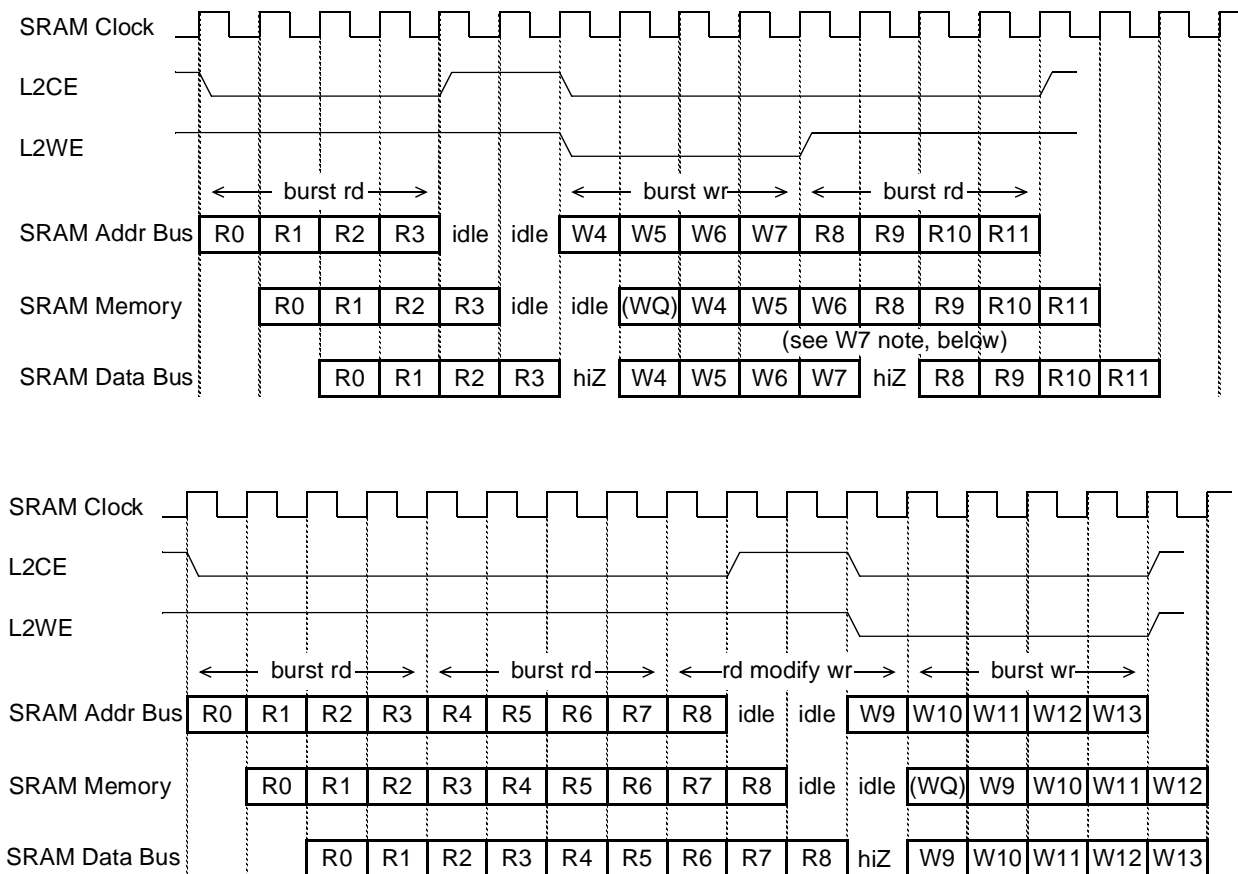 SRAM Clock
L2CE
L2WE
burst rd burst wr burst rd
SRAM Addr Bus R0 R1 R2 R3 idle idle W4 W5 W6 W7 R8 R9 R10 R11
SRAM Memory R0 R1 R2 R3 idle idle (WQ) W4 W5 W6 R8 R9 R10 R11
(see W7 note, below)
SRAM Data Bus R0 R1 R2 R3 hiZ W4 W5 W6 W7 hiZ R8 R9 R10 R11
SRAM Clock
L2CE
L2WE
burst rd burst rd rd modify wr burst wr
SRAM Addr Bus R0 R1 R2 R3 R4 R5 R6 R7 R8 idle idle W9 W10 W11 W12 W13
SRAM Memory R0 R1 R2 R3 R4 R5 R6 R7 R8 idle idle (WQ) W9 W10 W11 W12
SRAM Data Bus R0 R1 R2 R3 R4 R5 R6 R7 R8 hiZ W9 W10 W11 W12 W13